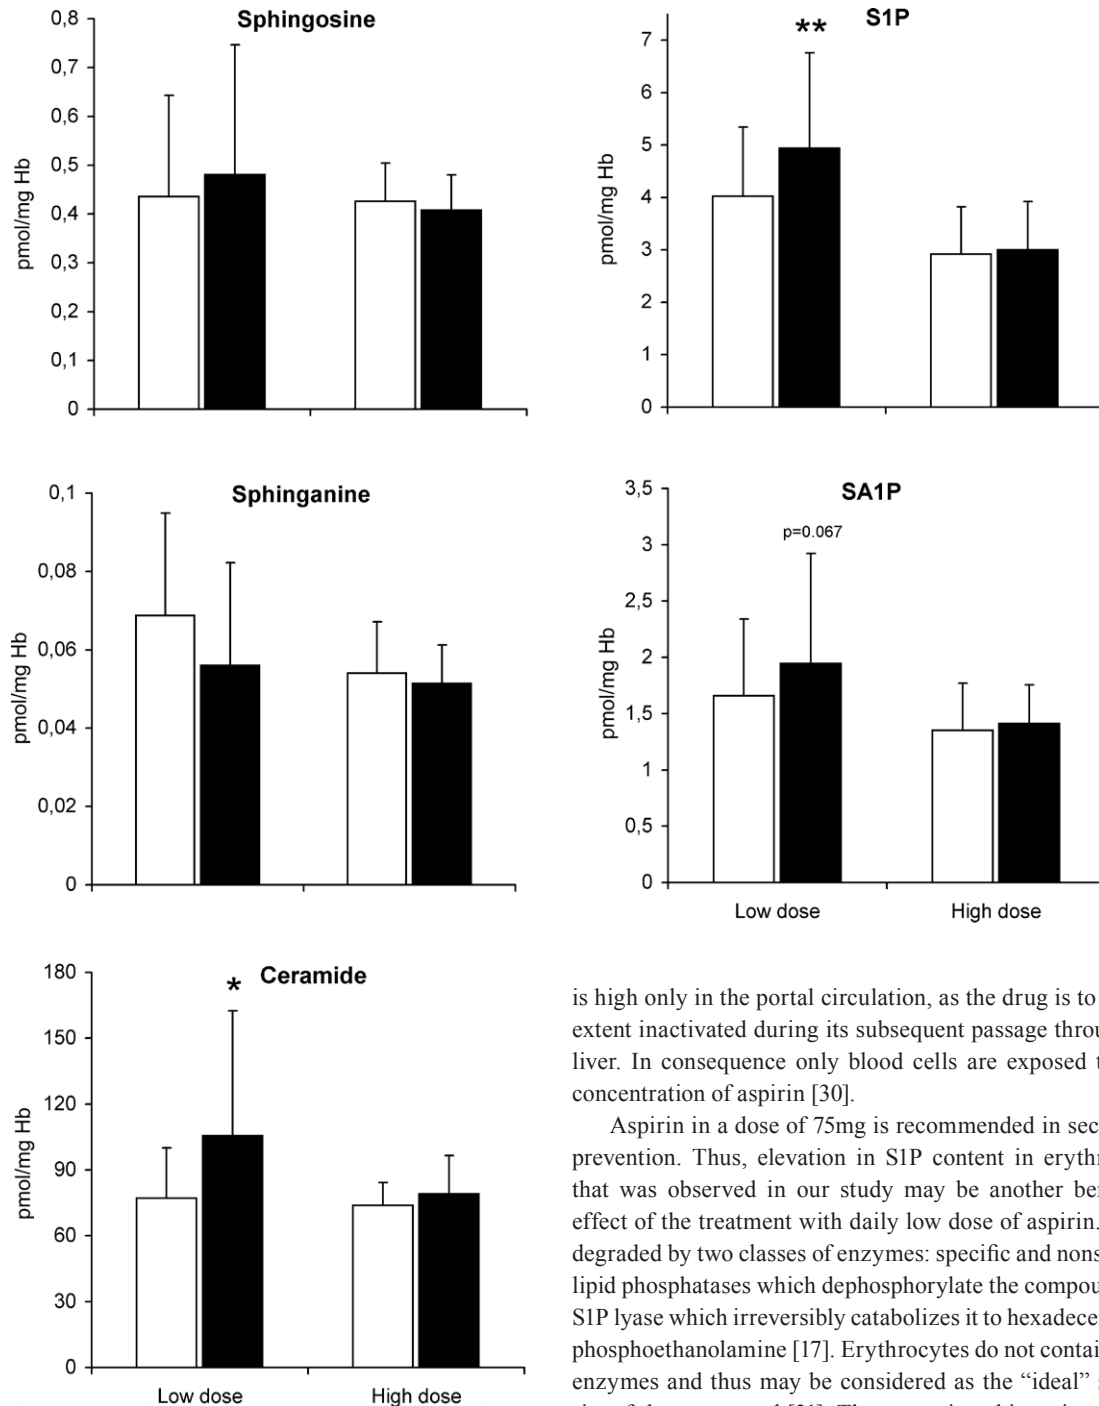 Sphingosine
0,8
0,7
0,6
0,5
0,4
0,3
0,2
0,1
0
pmol/mg Hb
**
S1P
7
6
5
4
3
2
1
0
pmol/mg Hb
Sphinganine
0,1
0,08
0,06
0,04
0,02
0
pmol/mg Hb
SA1P
p=0.067
3,5
3
2,5
2
1,5
1
0,5
0
pmol/mg Hb
Low dose High dose
*
Ceramide
180
150
120
90
60
30
0
pmol/mg Hb
Low dose High dose
is high only in the portal circulation, as the drug is to
extent inactivated during its subsequent passage throu
liver. In consequence only blood cells are exposed t
concentration of aspirin [30].
Aspirin in a dose of 75mg is recommended in sec
prevention. Thus, elevation in S1P content in erythr
that was observed in our study may be another ber
effect of the treatment with daily low dose of aspirin.
degraded by two classes of enzymes: specific and nons
lipid phosphatases which dephosphorylate the compou
S1P lyase which irreversibly catabolizes it to hexadece
phosphoethanolamine [17]. Erythrocytes do not contai
enzymes and thus may be considered as the “ideal” s